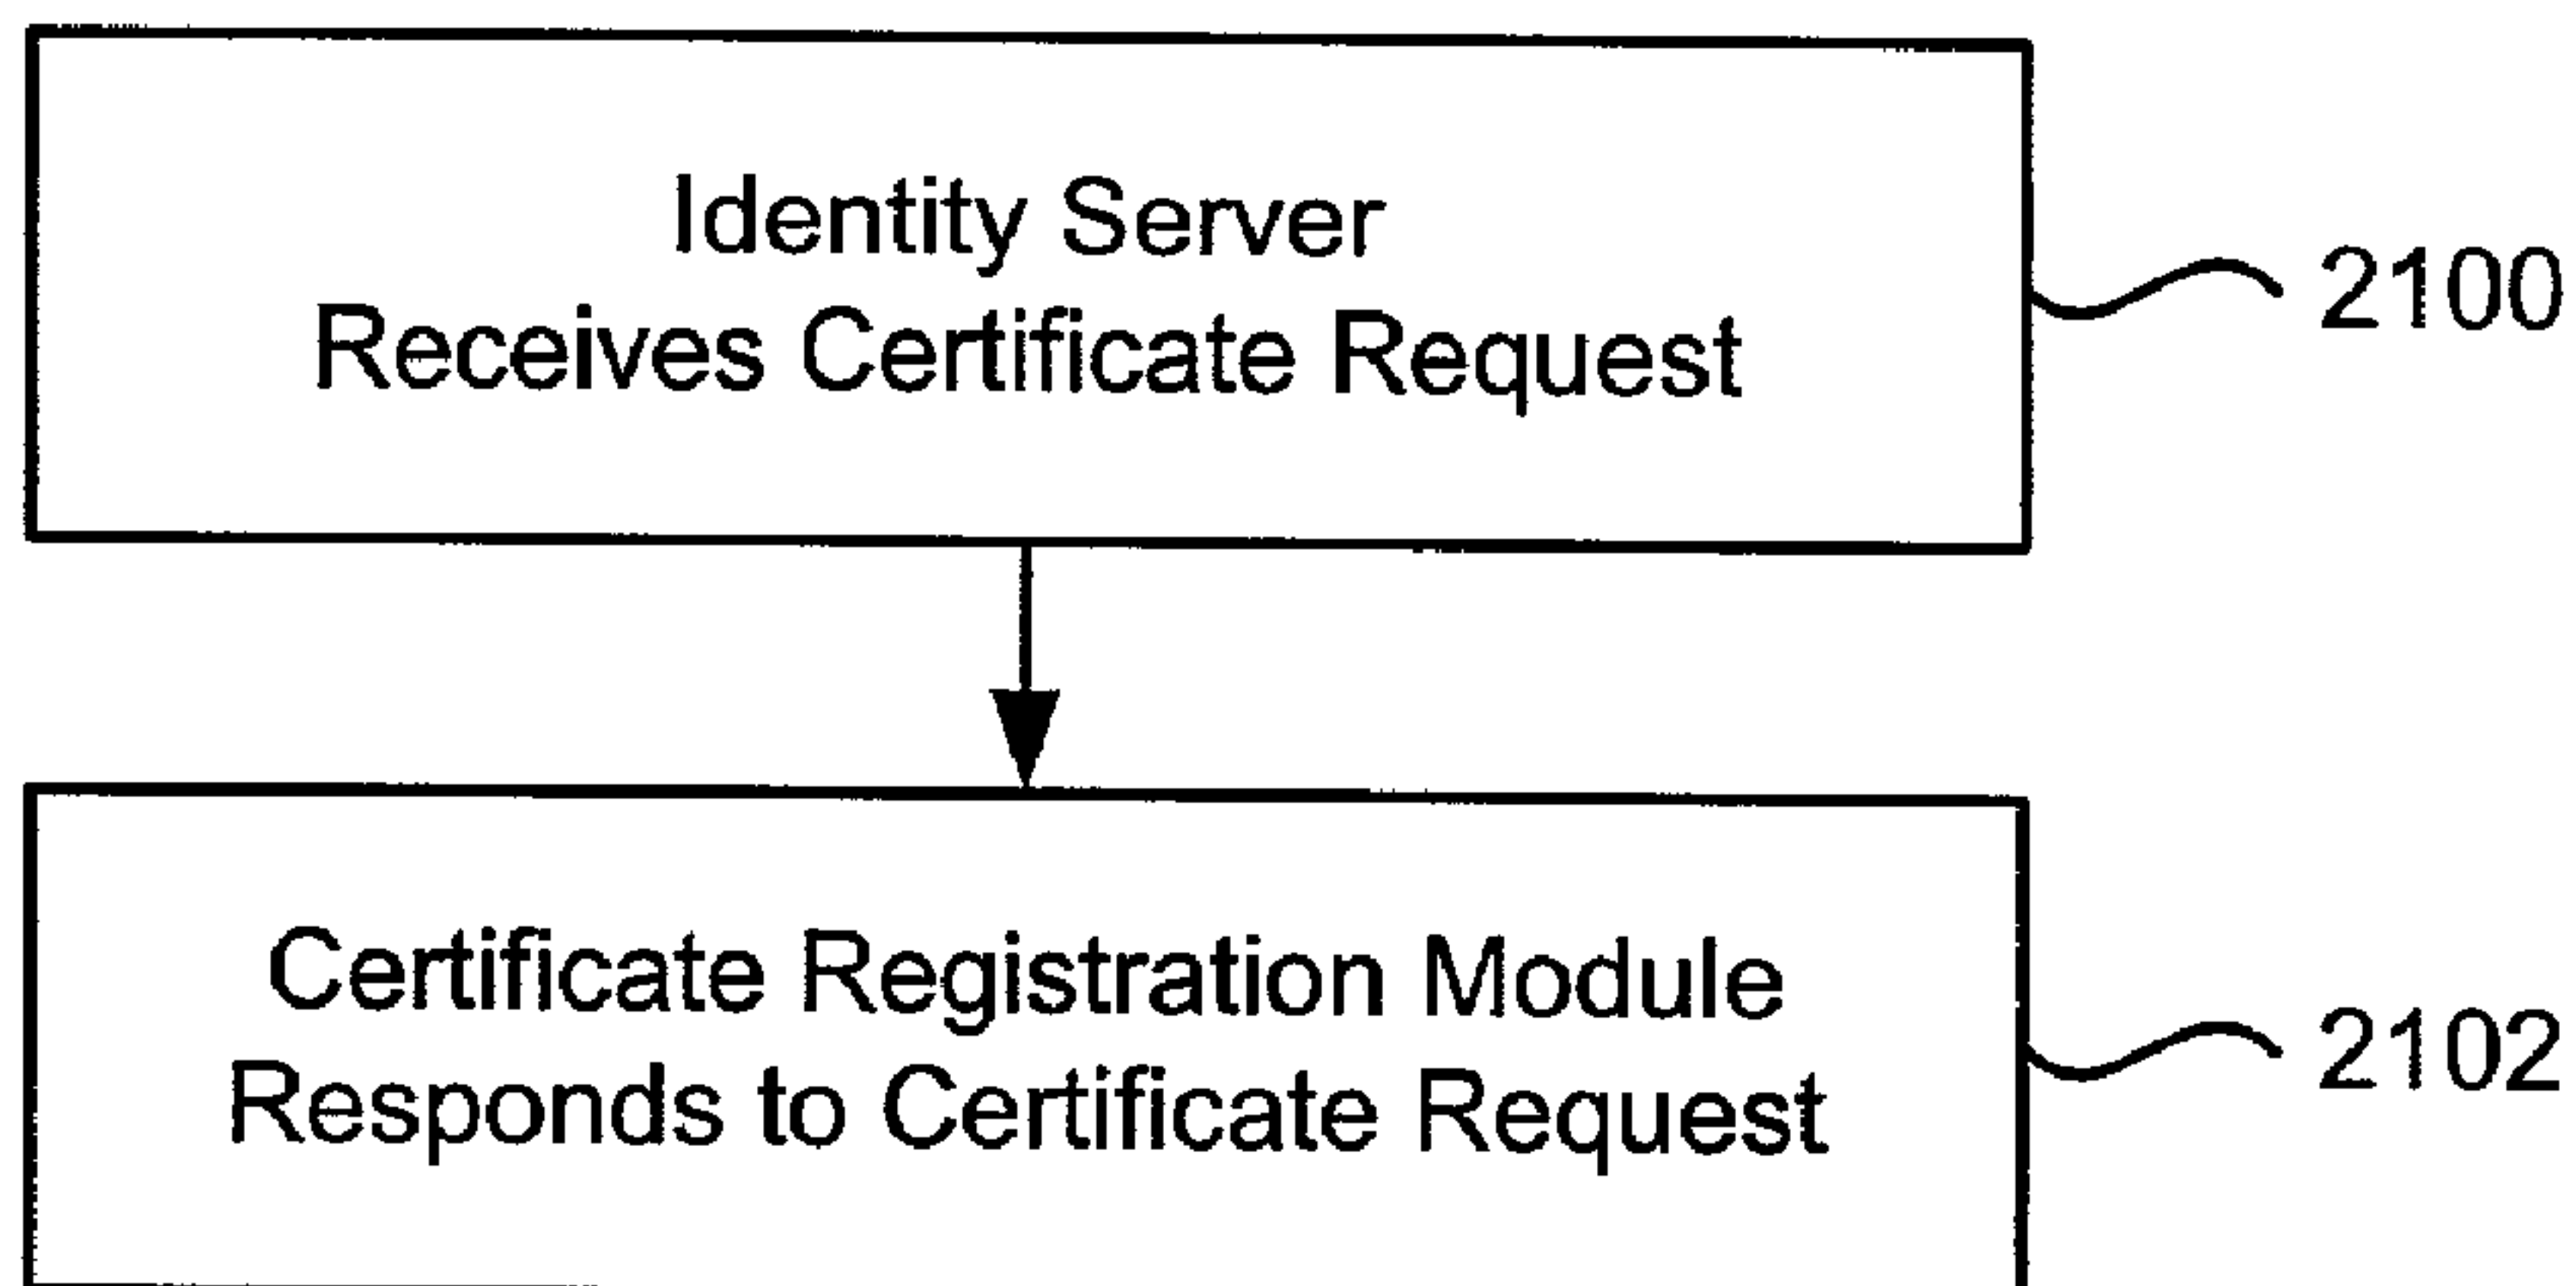 Identity Server
Receives Certificate Request
2100
Certificate Registration Module
Responds to Certificate Request
2102